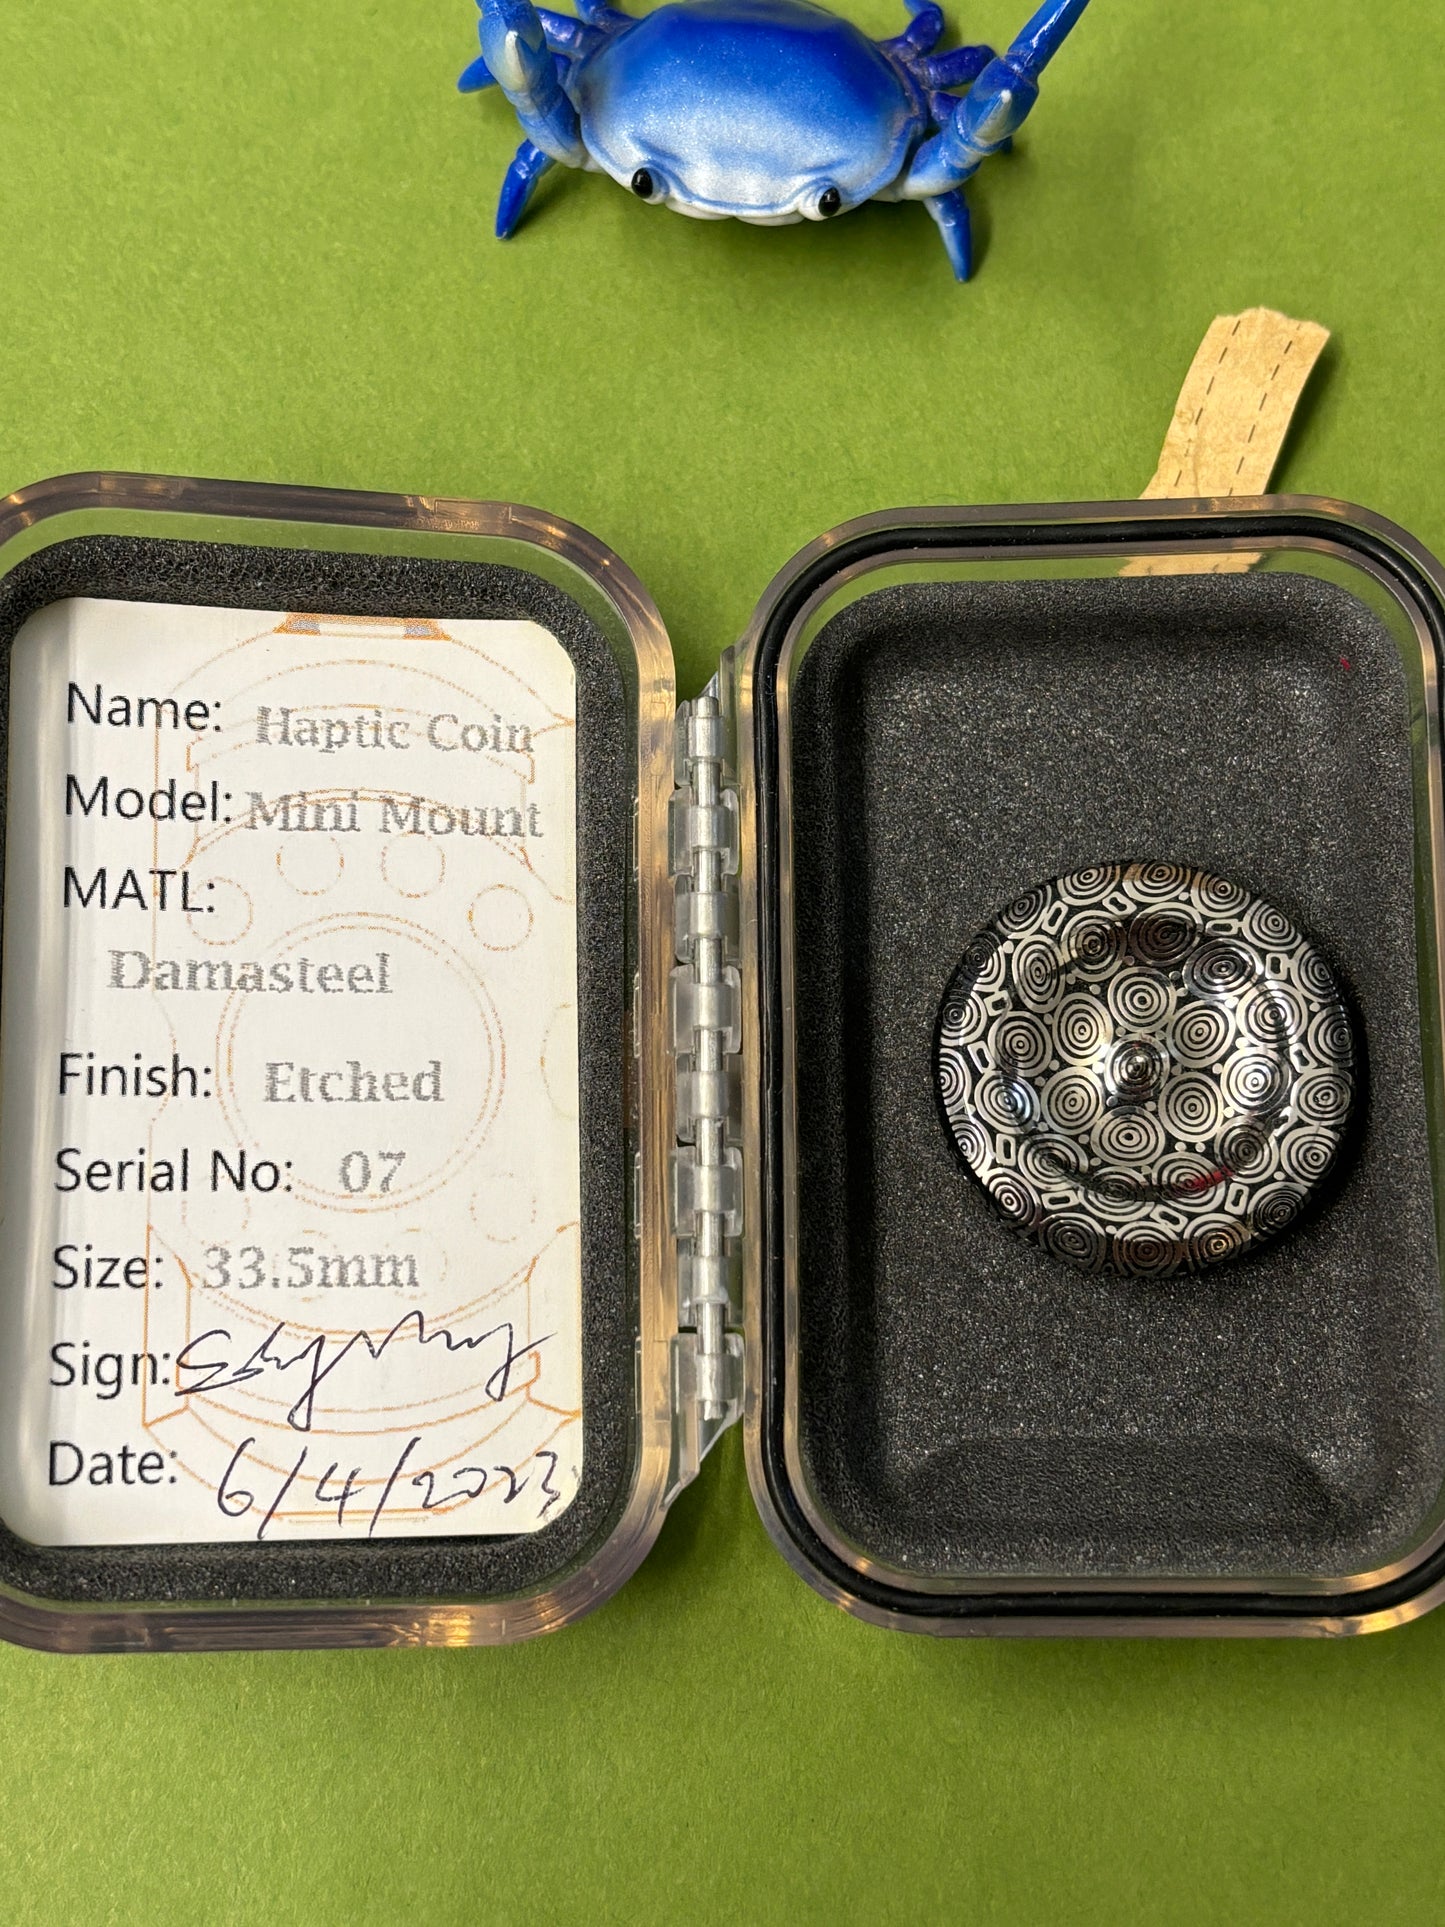 Name: Haptic Coin
Model: Mini Mount
MATL:
Damasteel
Finish: Etched
Serial No: 07
Size: 33.5mm
Sign:
Date: 6/4/2023